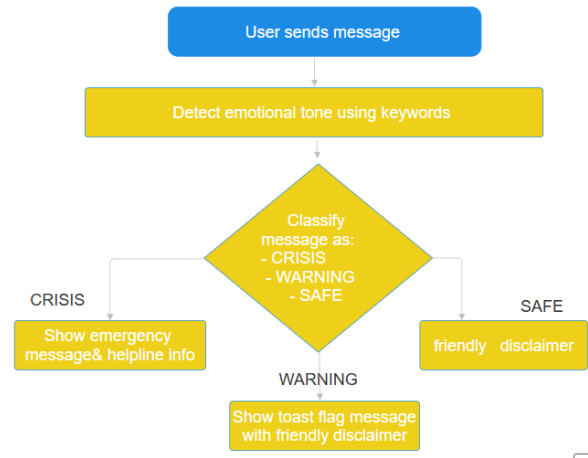 User sends message
Detect emotional tone using keywords
Classify
message as:
- CRISIS
- WARNING
- SAFE
CRISIS
SAFE
Show emergency
message& helpline info
friendly disclaimer
WARNING
Show toast flag message
with friendly disclaimer